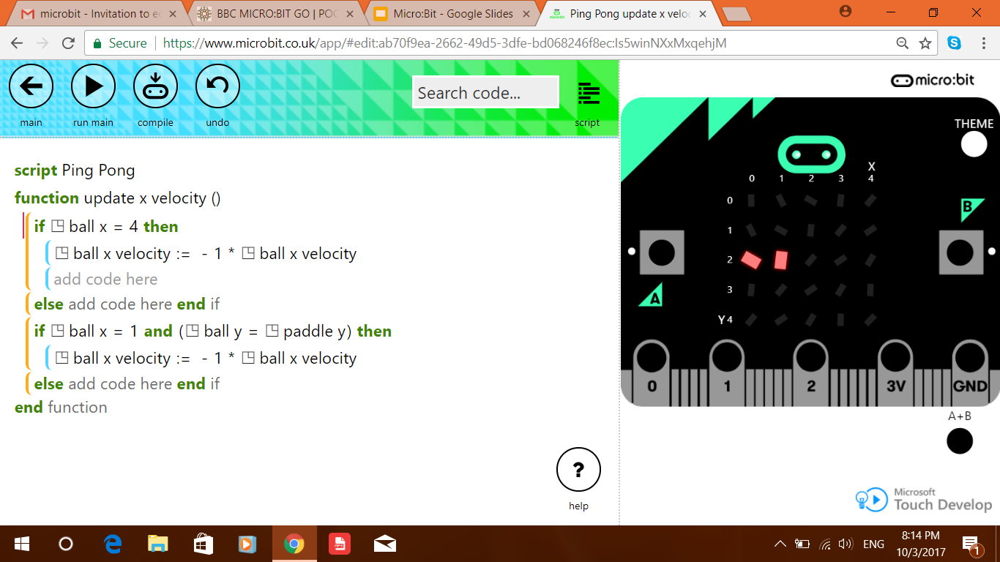 microbit - Invitation to ed
BBC MICRO:BIT GO | POC
Micro:Bit - Google Slides
Ping Pong update x veloc
Secure
https://www.microbit.co.uk/app/#edit:ab70f9ea-2662-49d5-3dfe-bd068246f8ec:Is5winNXxMxqehjM
main
run main
compile
undo
Search code...
script
script Ping Pong
function update x velocity ()
if ball x = 4 then
ball x velocity := - 1 * ball x velocity
add code here
else add code here end if
if ball x = 1 and (ball y = paddle y) then
ball x velocity := - 1 * ball x velocity
else add code here end if
end function
?
help
micro:bit
THEME
X
0 1 2 3 4
0
1
2
3
Y 4
A
B
0 1 2 3V GND
A+B
Microsoft
Touch Develop
ENG
8:14 PM
10/3/2017
1